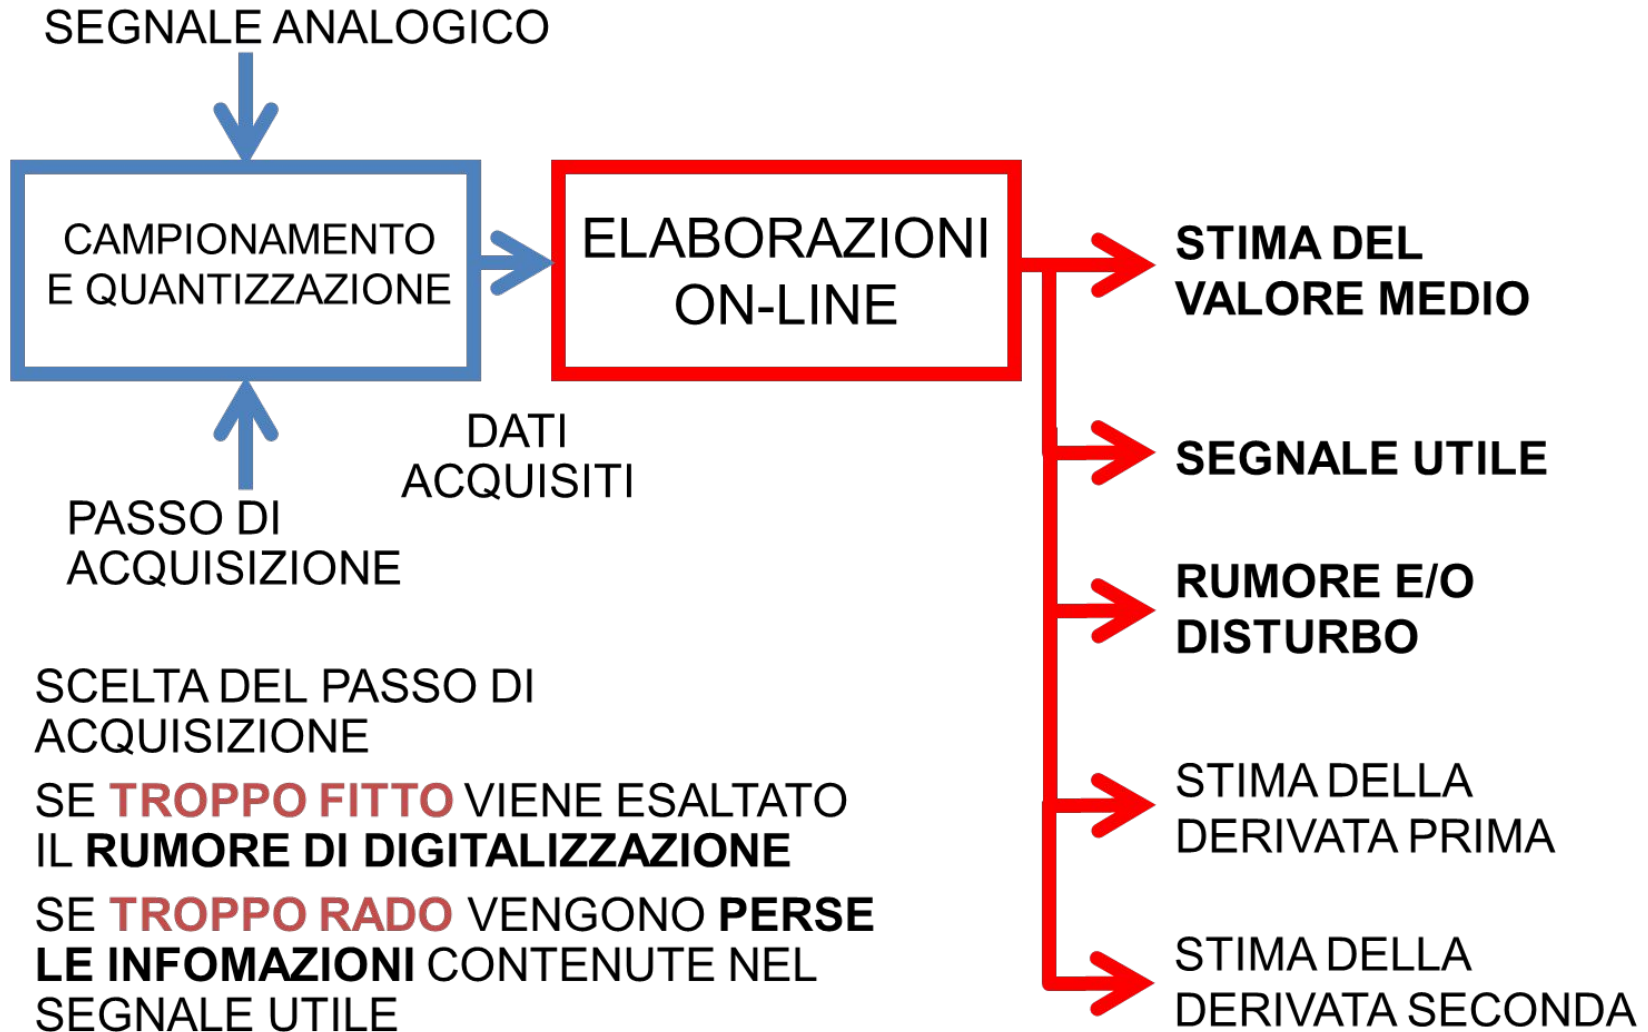 SEGNALE ANALOGICO
CAMPIONAMENTO
E QUANTIZZAZIONE
ELABORAZIONI
ON-LINE
STIMA DEL
VALORE MEDIO
DATI
ACQUISITI
SEGNALE UTILE
PASSO DI
ACQUISIZIONE
RUMORE E/O
DISTURBO
SCELTA DEL PASSO DI
ACQUISIZIONE
SE TROPPO FITTO VIENE ESALTATO
IL RUMORE DI DIGITALIZZAZIONE
SE TROPPO RADO VENGONO PERSE
LE INFOMAZIONI CONTENUTE NEL
SEGNALE UTILE
STIMA DELLA
DERIVATA PRIMA
STIMA DELLA
DERIVATA SECONDA